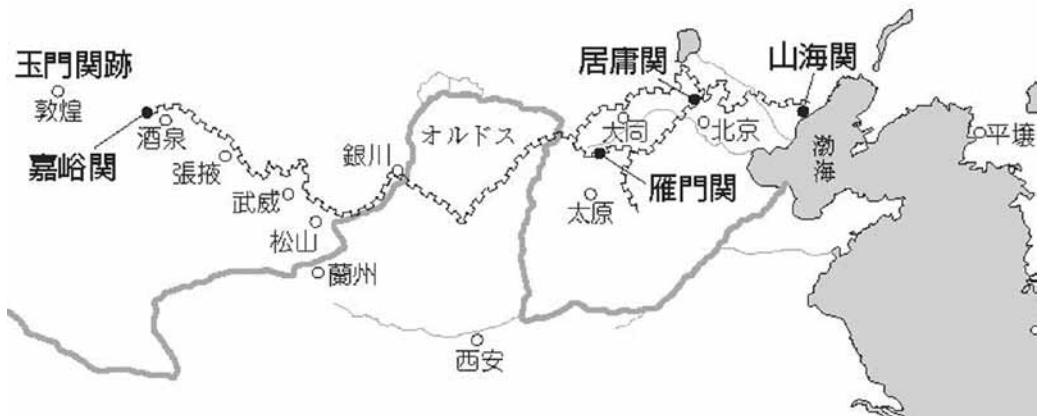 玉門関跡
敦煌
嘉峪関
酒泉
張掖
武威
松山
蘭州
銀川
オルドス
西安
居庸関
大同
北京
山海関
雁門関
太原
渤海
平壌